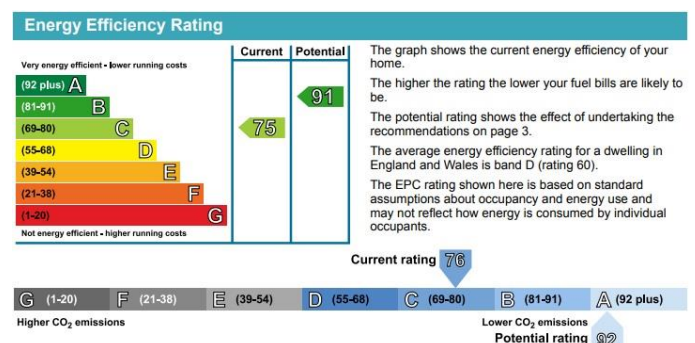 Energy Efficiency Rating
Current Potential
Very energy efficient - lower running costs
(92 plus) A
(81-91) B
(69-80) C
(55-68) D
(39-54) E
(21-38) F
(1-20) G
Not energy efficient - higher running costs
75
91
The graph shows the current energy efficiency of your
home.
The higher the rating the lower your fuel bills are likely to
be.
The potential rating shows the effect of undertaking the
recommendations on page 3.
The average energy efficiency rating for a dwelling in
England and Wales is band D (rating 60).
The EPC rating shown here is based on standard
assumptions about occupancy and energy use and
may not reflect how energy is consumed by individual
occupants.
Current rating 76
G (1-20) F (21-38) E (39-54) D (55-68) C (69-80) B (81-91) A (92 plus)
Higher CO₂ emissions Lower CO₂ emissions
Potential rating 92